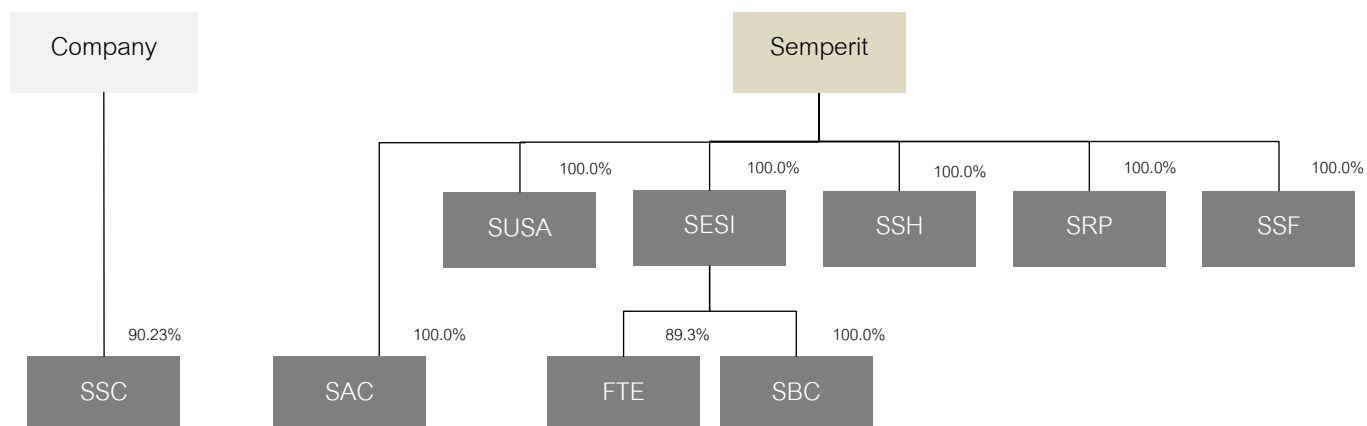 Company
Semperit
100.0%
100.0%
100.0%
100.0%
100.0%
SUSA
SESI
SSH
SRP
SSF
90.23%
100.0%
89.3%
100.0%
SSC
SAC
FTE
SBC